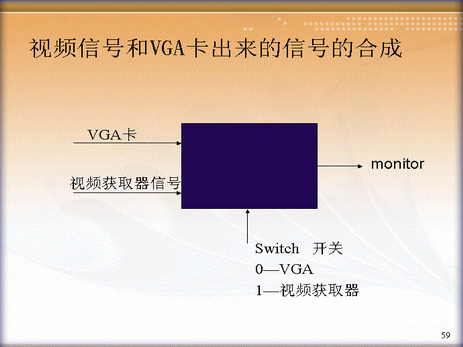 视频信号和VGA卡出来的信号的合成
VGA卡
视频获取器信号
monitor
Switch 开关
0—VGA
1—视频获取器
59